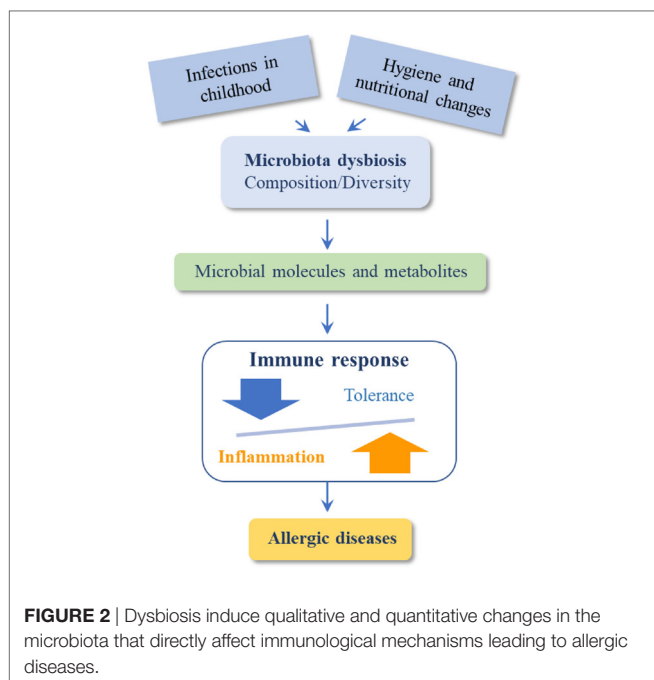 Infections in
childhood
Hygiene and
nutritional changes
Microbiota dysbiosis
Composition/Diversity
Microbial molecules and metabolites
Immune response
Tolerance
Inflammation
Allergic diseases
FIGURE 2 | Dysbiosis induce qualitative and quantitative changes in the
microbiota that directly affect immunological mechanisms leading to allergic
diseases.